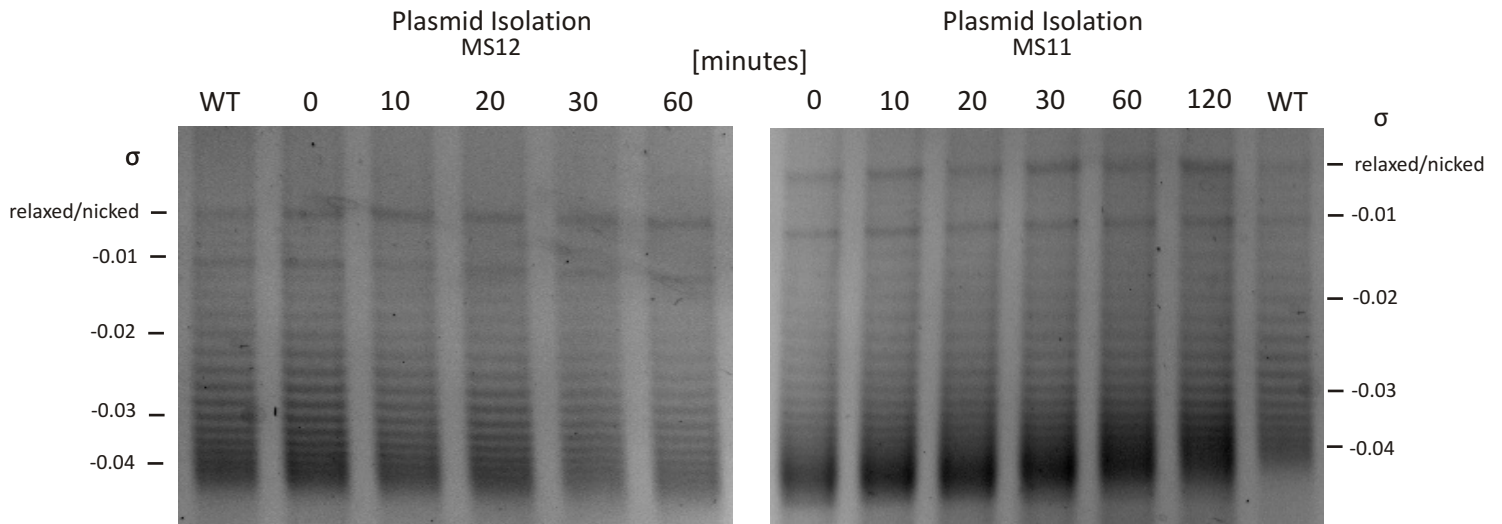 Plasmid Isolation
MS12
Plasmid Isolation
MS11
[minutes]
WT 0 10 20 30 60
0 10 20 30 60 120 WT
σ
relaxed/nicked
-0.01
-0.02
-0.03
-0.04
σ
relaxed/nicked
-0.01
-0.02
-0.03
-0.04